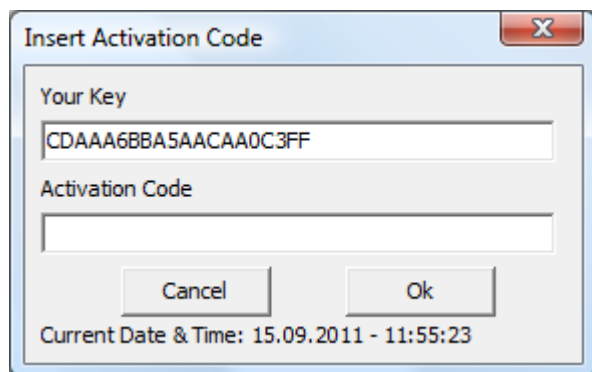 Insert Activation Code
Your Key
CDAAA6BBA5AACAA0C3FF
Activation Code
Cancel Ok
Current Date & Time: 15.09.2011 - 11:55:23